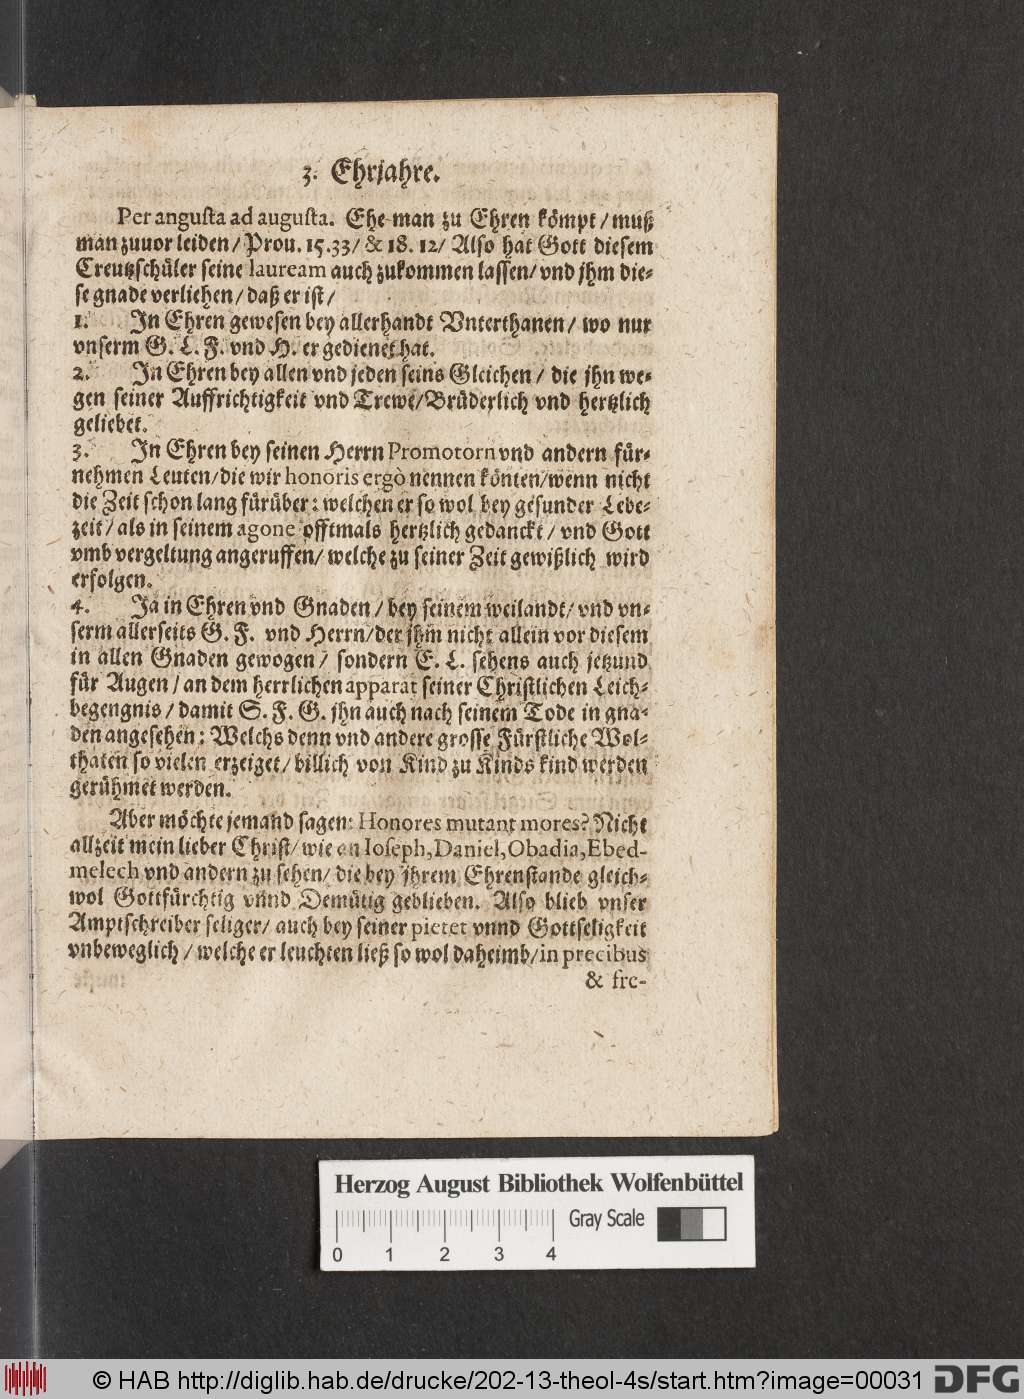 3. Ehrjahre.
Per angusta ad augusta. Ehe man zu Ehren kömpt / muß
man zuuor leiden / Prou. 15.33 / & 18. 12 / Also hat Gott diesem
Creutzschüler seine lauream auch zukommen lassen / vnd jhm die-
se gnade verliehen / daß er ist /
1. In Ehren gewesen bey allerhandt Vnterthanen / wo nur
vnserm G. L. F. vnd H. er gedienet hat.
2. In Ehren bey allen vnd jeden seins Gleichen / die jhn we-
gen seiner Auffrichtigkeit vnd Trewe / Brüderlich vnd hertzlich
geliebet.
3. In Ehren bey seinen Herrn Promotorn vnd andern für-
nehmen Leuten / die wir honoris ergò nennen könten / wenn nicht
die Zeit schon lang fürüber: welchen er so wol bey gesunder Lebe-
zeit / als in seinem agone offtmals hertzlich gedanckt / vnd Gott
vmb vergeltung angeruffen / welche zu seiner Zeit gewißlich wird
erfolgen.
4. Ja in Ehren vnd Gnaden / bey seinem weilandt / vnd vn-
serm allerseits G. F. vnd Herrn / der jhm nicht allein vor diesem
in allen Gnaden gewogen / sondern E. L. sehens auch jetzund
für Augen / an dem herrlichen apparat seiner Christlichen Leich-
begengnis / damit S. F. G. jhn auch nach seinem Tode in gna-
den angesehen: Welchs denn vnd andere grosse Fürstliche Wol-
thaten so vielen erzeiget / billich von Kind zu Kinds kind werden
gerühmet werden.
Aber möchte jemand sagen: Honores mutant mores? Nicht
allzeit mein lieber Christ / wie an Ioseph, Daniel, Obadia, Ebed-
melech vnd andern zu sehen / die bey jhrem Ehrenstande gleich-
wol Gottfürchtig vnnd Demütig geblieben. Also blieb vnser
Amptschreiber seliger / auch bey seiner pietet vnnd Gottseligkeit
vnbeweglich / welche er leuchten ließ so wol daheimb / in precibus
& fre-
Herzog August Bibliothek Wolfenbüttel
Gray Scale
0 1 2 3 4
© HAB http://diglib.hab.de/drucke/202-13-theol-4s/start.htm?image=00031
DFG